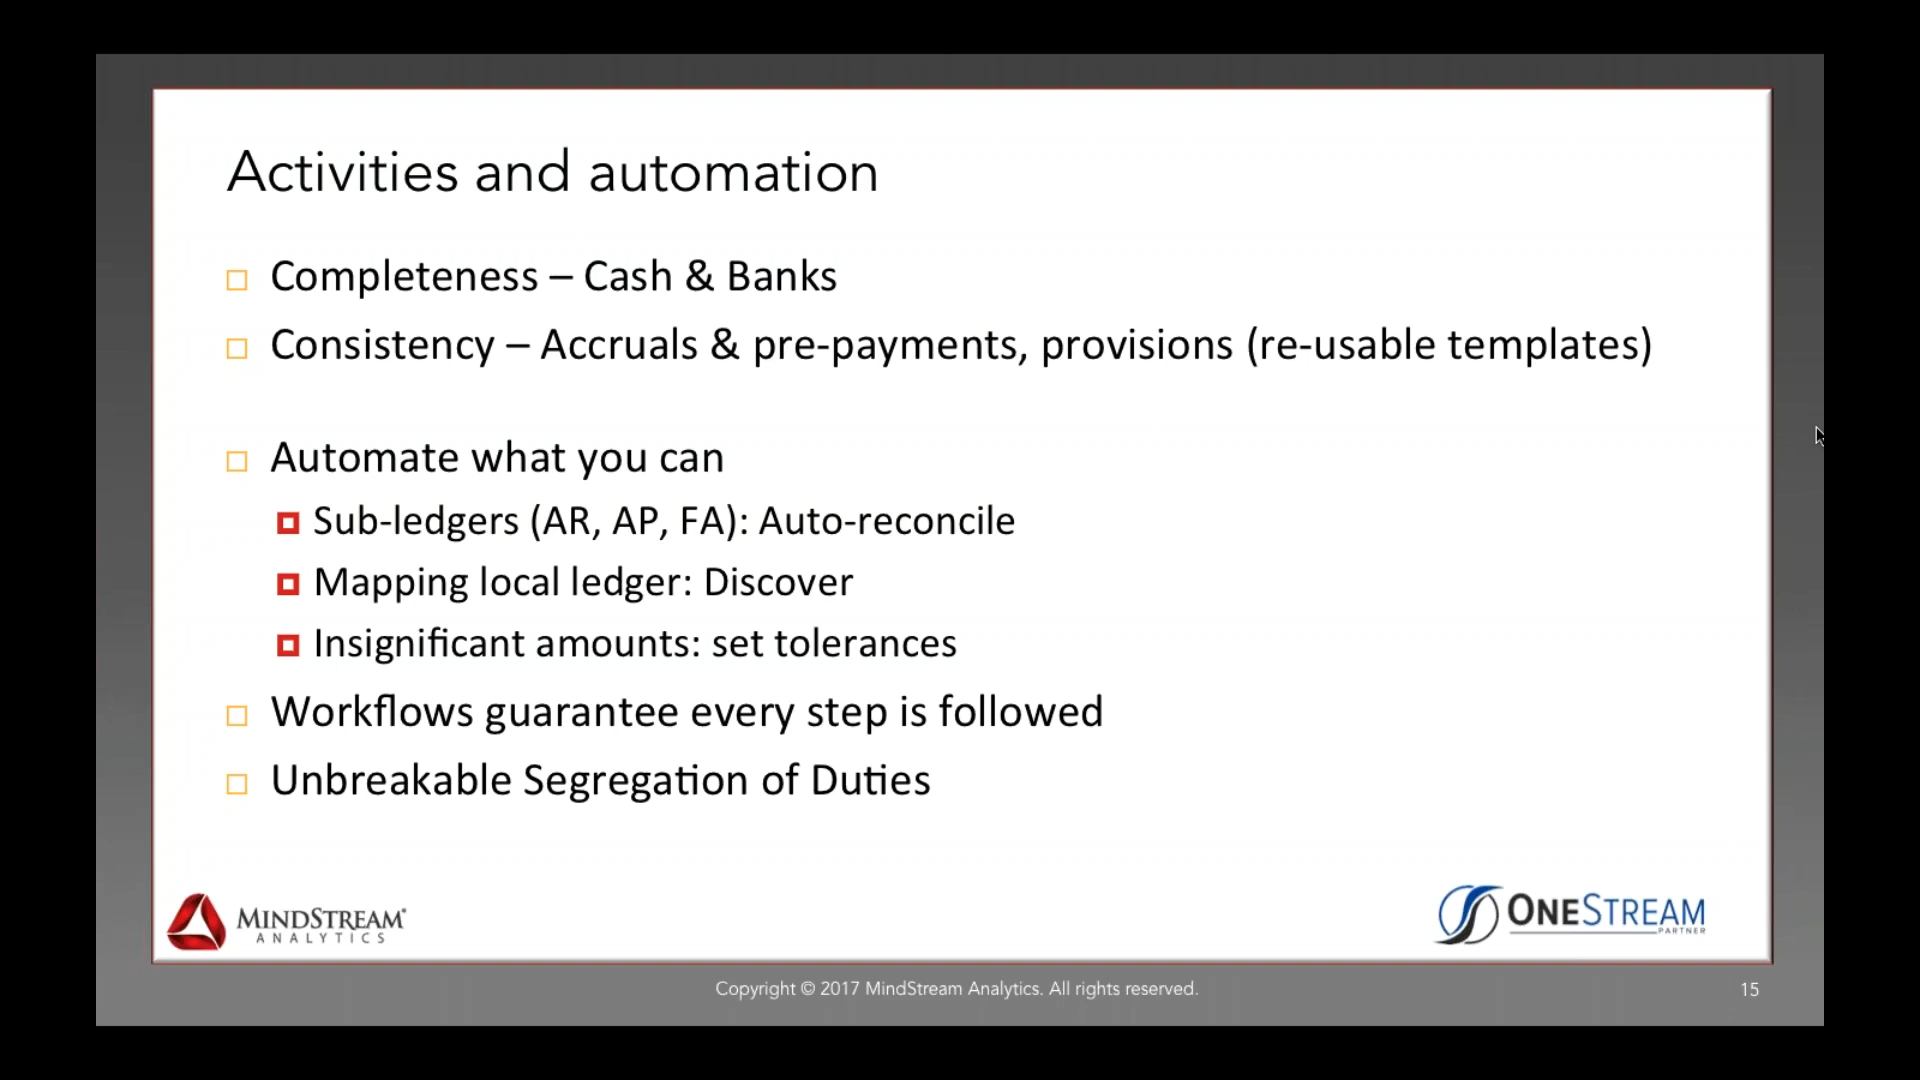 Activities and automation
Completeness – Cash & Banks
Consistency – Accruals & pre-payments, provisions (re-usable templates)
Automate what you can
Sub-ledgers (AR, AP, FA): Auto-reconcile
Mapping local ledger: Discover
Insignificant amounts: set tolerances
Workflows guarantee every step is followed
Unbreakable Segregation of Duties
MINDSTREAM®
ANALYTICS
ONESTREAM
PARTNER
Copyright © 2017 MindStream Analytics. All rights reserved.
15